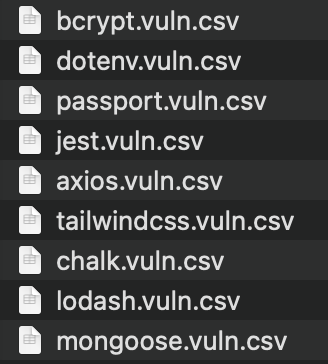 bcrypt.vuln.csv
dotenv.vuln.csv
passport.vuln.csv
jest.vuln.csv
axios.vuln.csv
tailwindcss.vuln.csv
chalk.vuln.csv
lodash.vuln.csv
mongoose.vuln.csv